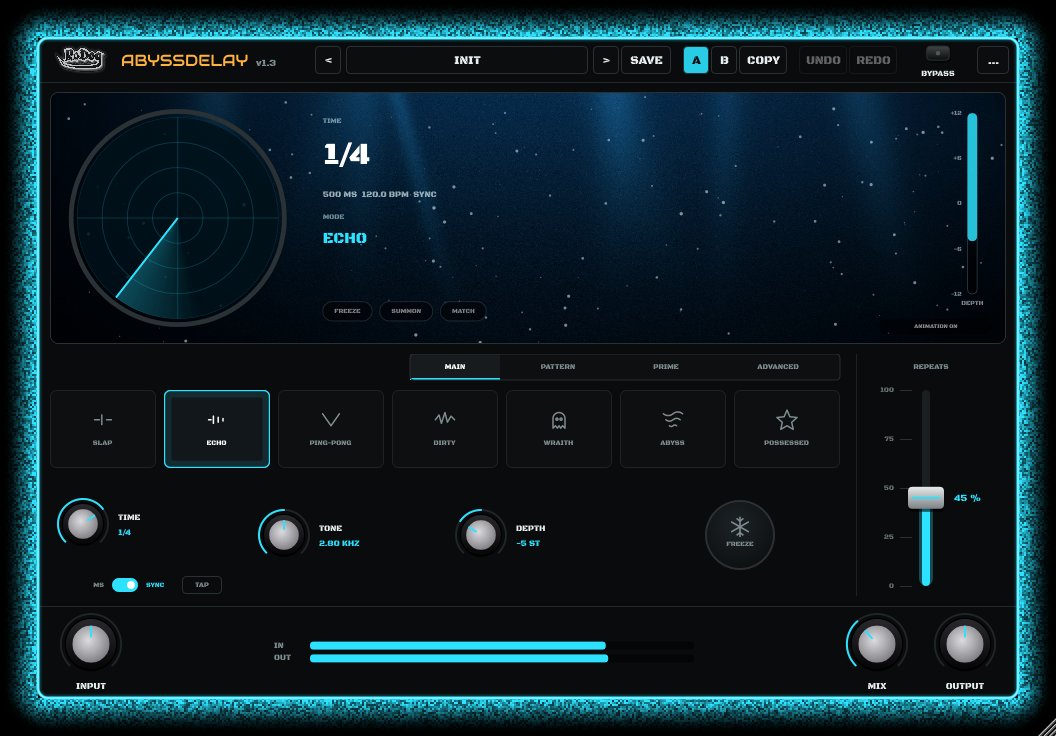 ABYSSDELAY v1.3
<
INIT
>
SAVE
A
B
COPY
UNDO
REDO
BYPASS
...
TIME
1/4
500 MS 120.0 BPM SYNC
MODE
ECHO
FREEZE
SUMMON
MATCH
+12
+6
0
-6
-12
DEPTH
ANIMATION ON
MAIN
PATTERN
PRIME
ADVANCED
SLAP
ECHO
PING-PONG
DIRTY
WRAITH
ABYSS
POSSESSED
TIME
1/4
MS
SYNC
TAP
TONE
2.80 KHZ
DEPTH
-5 ST
FREEZE
REPEATS
100
75
50
25
0
45 %
INPUT
IN
OUT
MIX
OUTPUT